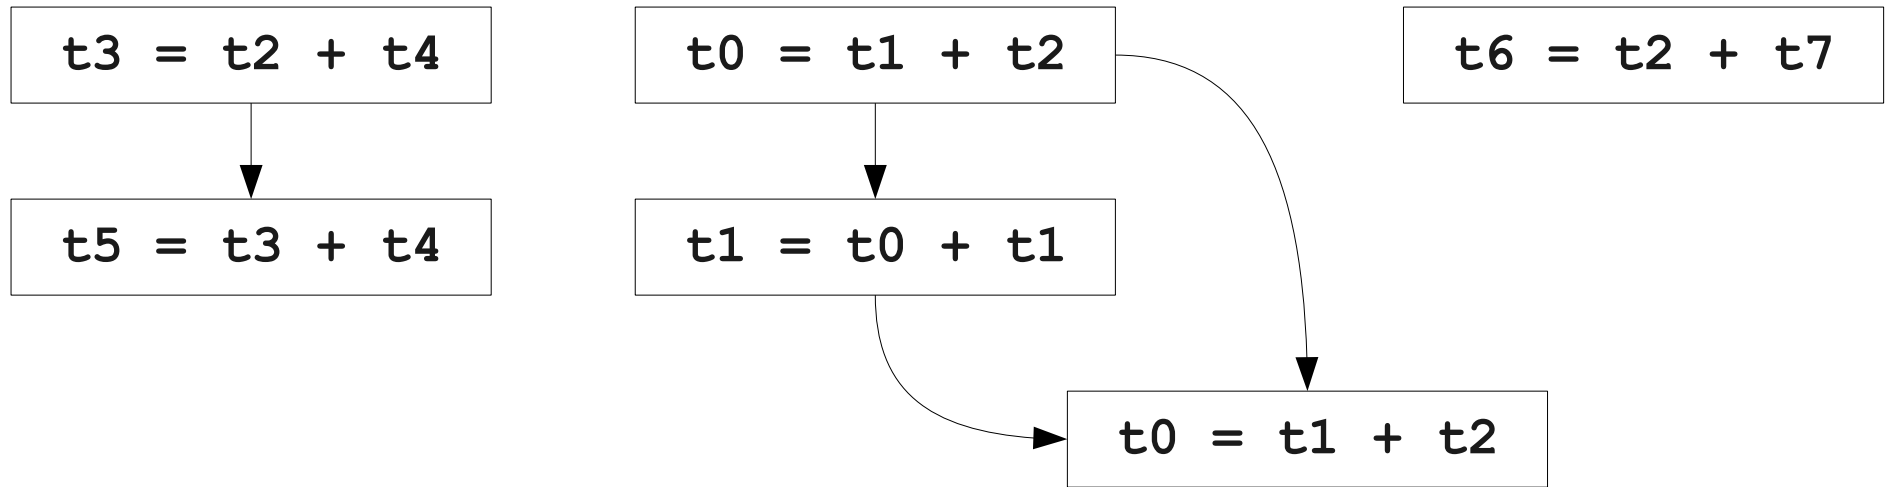 t3 = t2 + t4
t0 = t1 + t2
t6 = t2 + t7
t5 = t3 + t4
t1 = t0 + t1
t0 = t1 + t2